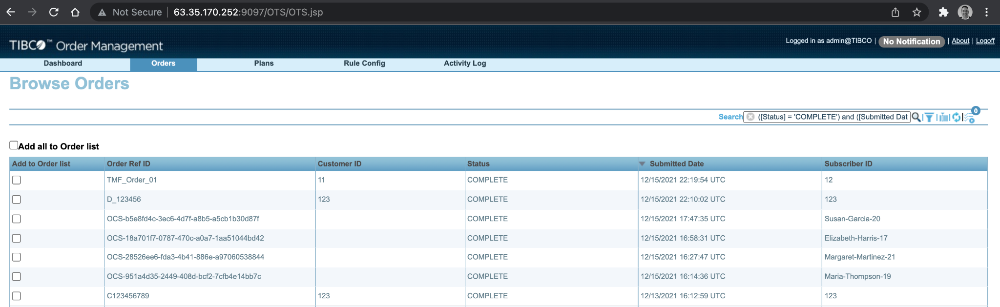 Not Secure | 63.35.170.252:9097/OTS/OTS.jsp
TIBCO™ Order Management
Logged in as admin@TIBCO | No Notification | About | Logoff
Dashboard Orders Plans Rule Config Activity Log
Browse Orders
0
Search ([Status] = 'COMPLETE') and ([Submitted Dat
Add all to Order list
Add to Order list Order Ref ID Customer ID Status Submitted Date Subscriber ID
TMF_Order_01 11 COMPLETE 12/15/2021 22:19:54 UTC 12
D_123456 123 COMPLETE 12/15/2021 22:10:02 UTC 123
OCS-b5e8fd4c-3ec6-4d7f-a8b5-a5cb1b30d87f COMPLETE 12/15/2021 17:47:35 UTC Susan-Garcia-20
OCS-18a701f7-0787-470c-a0a7-1aa51044bd42 COMPLETE 12/15/2021 16:58:31 UTC Elizabeth-Harris-17
OCS-28526ee6-fda3-4b41-886e-a97060538844 COMPLETE 12/15/2021 16:27:47 UTC Margaret-Martinez-21
OCS-951a4d35-2449-408d-bcf2-7cfb4e14bb7c COMPLETE 12/15/2021 16:14:36 UTC Maria-Thompson-19
C123456789 123 COMPLETE 12/13/2021 16:12:59 UTC 123